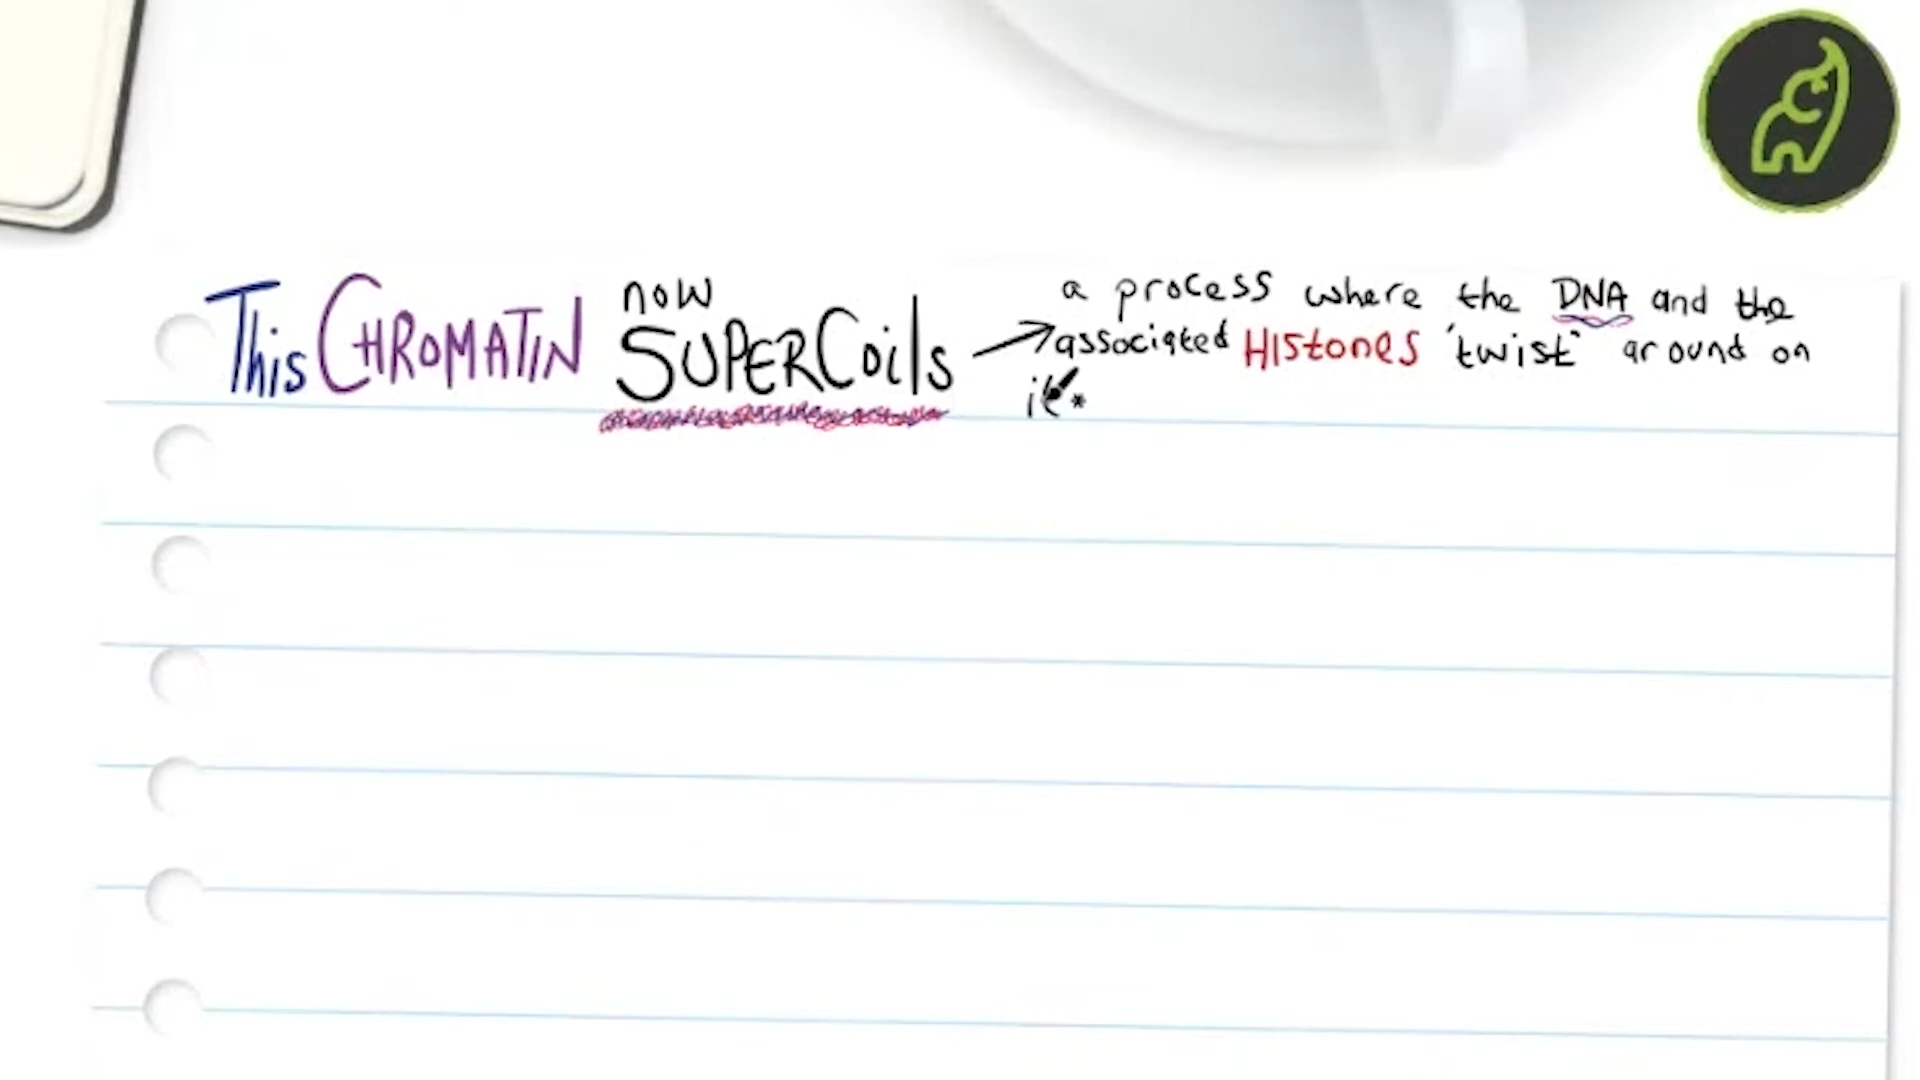 This CHROMATIN now SUPERCoils
a process where the DNA and the
associated HIstones 'twist' around on
it